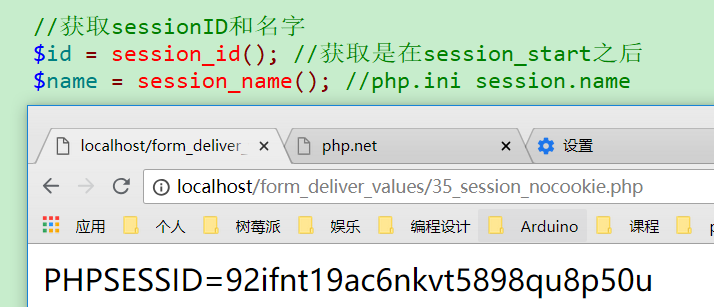 //获取sessionID和名字
$id = session_id(); //获取是在session_start之后
$name = session_name(); //php.ini session.name
localhost/form_deliver_ × php.net × 设置
localhost/form_deliver_values/35_session_nocookie.php
应用 个人 树莓派 娱乐 编程设计 Arduino 课程 p
PHPSESSID=92ifnt19ac6nkvt5898qu8p50u